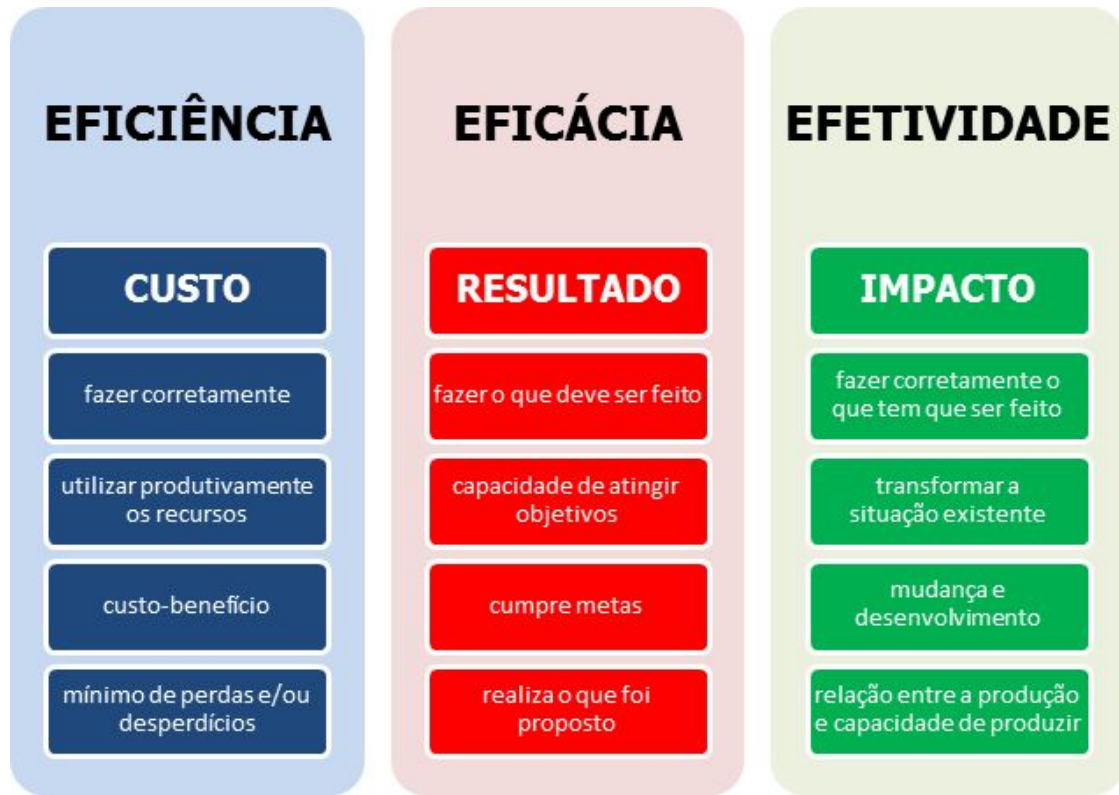 EFICIÊNCIA
CUSTO
fazer corretamente
utilizar produtivamente
os recursos
custo-benefício
mínimo de perdas e/ou
desperdícios
EFICÁCIA
RESULTADO
fazer o que deve ser feito
capacidade de atingir
objetivos
cumpre metas
realiza o que foi
proposto
EFETIVIDADE
IMPACTO
fazer corretamente o
que tem que ser feito
transformar a
situação existente
mudança e
desenvolvimento
relação entre a produção
e capacidade de produzir